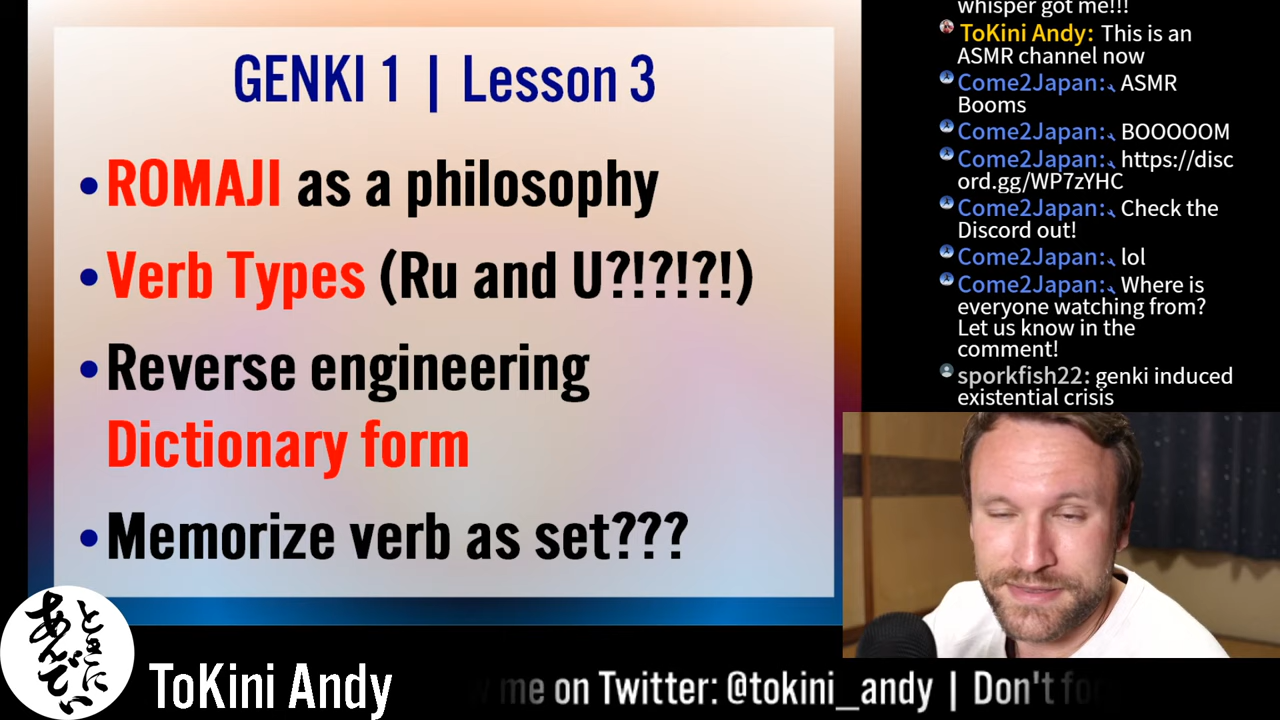 GENKI 1 | Lesson 3
•ROMAJI as a philosophy
•Verb Types (Ru and U?!?!?!)
•Reverse engineering
Dictionary form
•Memorize verb as set???
whisper got me!!!
ToKini Andy: This is an
ASMR channel now
Come2Japan: ASMR
Booms
Come2Japan: BOOOOOM
Come2Japan: https://disc
ord.gg/WP7zYHC
Come2Japan: Check the
Discord out!
Come2Japan: lol
Come2Japan: Where is
everyone watching from?
Let us know in the
comment!
sporkfish22: genki induced
existential crisis
ときに
あんでぃ
ToKini Andy
me on Twitter: @tokini_andy | Don't